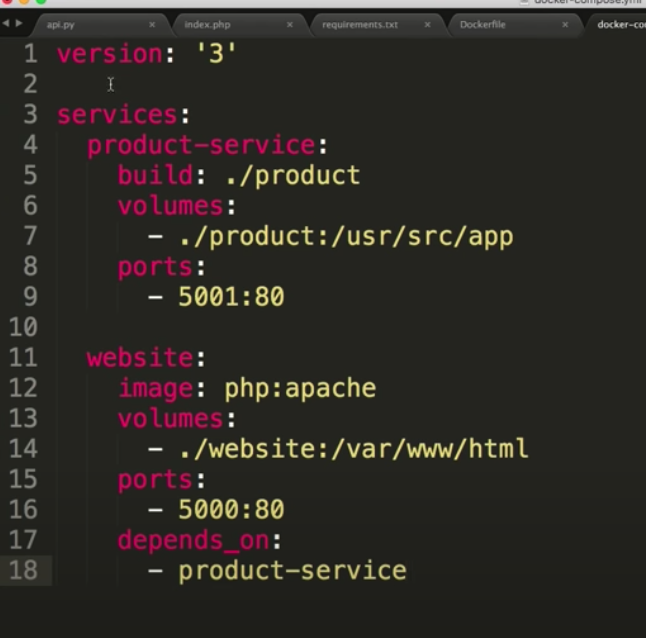 docker-compose.yml
api.py index.php requirements.txt Dockerfile docker-co
1 version: '3'
2
3 services:
4   product-service:
5     build: ./product
6     volumes:
7       - ./product:/usr/src/app
8     ports:
9       - 5001:80
10
11   website:
12     image: php:apache
13     volumes:
14       - ./website:/var/www/html
15     ports:
16       - 5000:80
17     depends_on:
18       - product-service